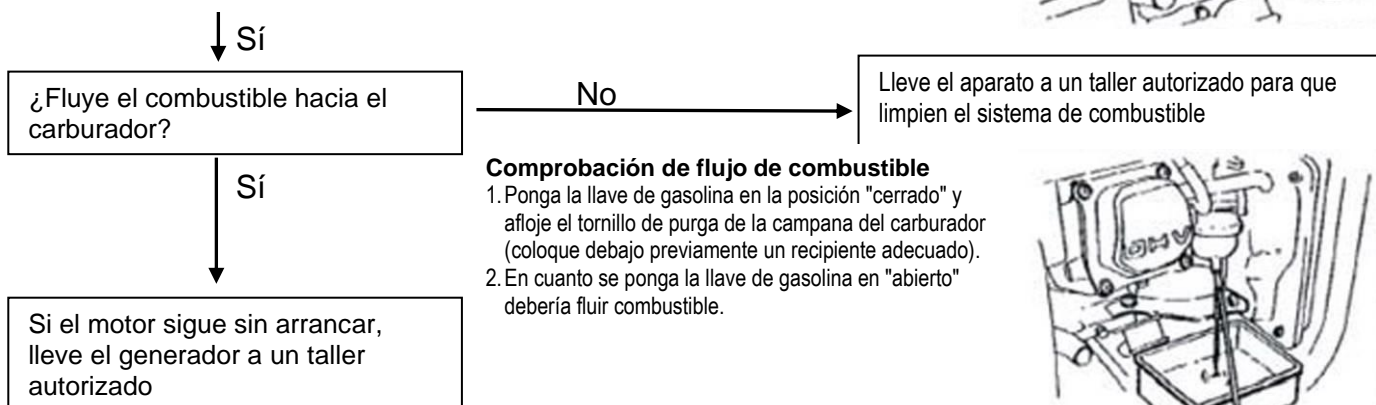 Sí
¿Fluye el combustible hacia el
carburador?
No
Lleve el aparato a un taller autorizado para que
limpien el sistema de combustible
Sí
Comprobación de flujo de combustible
1. Ponga la llave de gasolina en la posición "cerrado" y
afloje el tornillo de purga de la campana del carburador
(coloque debajo previamente un recipiente adecuado).
2. En cuanto se ponga la llave de gasolina en "abierto"
debería fluir combustible.
OHV
Si el motor sigue sin arrancar,
lleve el generador a un taller
autorizado